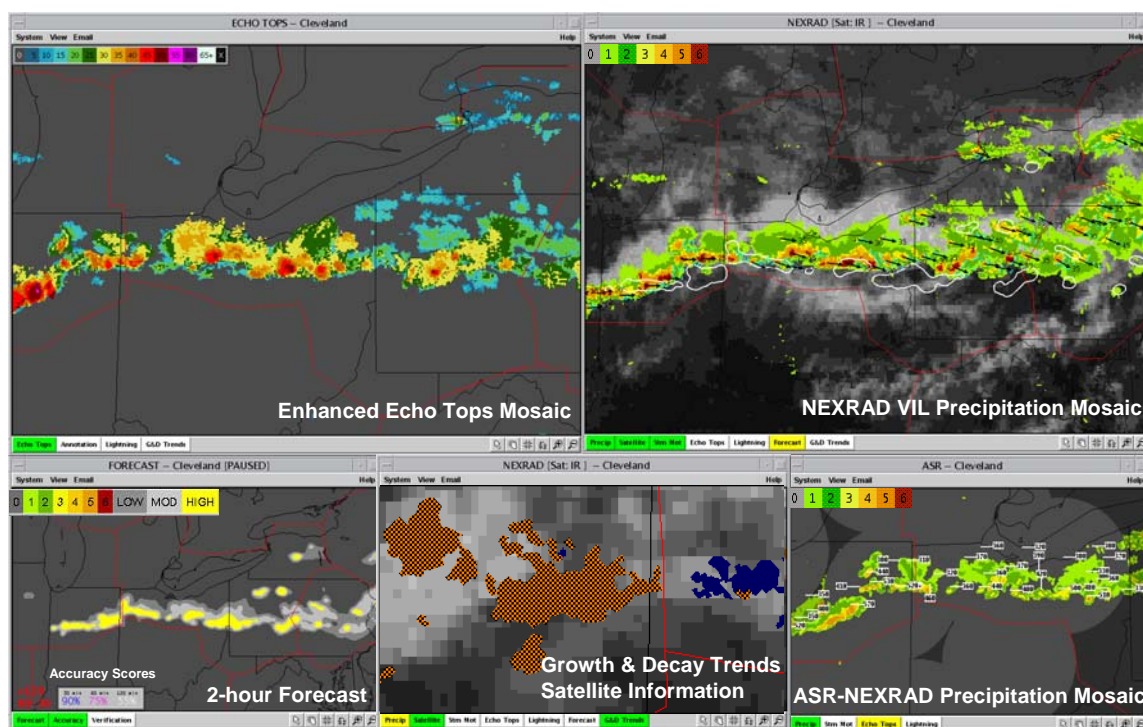 ECHO TOPS – Cleveland
System View Email Help
0 5 10 15 20 25 30 35 40 65+ X
Enhanced Echo Tops Mosaic
Echo Tops Annotation Lightning G&D Trends
NEXRAD [Sat: IR ] – Cleveland
System View Email Help
0 1 2 3 4 5 6
NEXRAD VIL Precipitation Mosaic
Precip Satellite Stm Mot Echo Tops Lightning Forecast G&D Trends
FORECAST – Cleveland [PAUSED]
System View Email Help
0 1 2 3 4 5 6 LOW MOD HIGH
Accuracy Scores
90% 75%
2-hour Forecast
Forecast Accuracy Verification
NEXRAD [Sat: IR ] – Cleveland
System View Email Help
Growth & Decay Trends
Satellite Information
Precip Satellite Stm Mot Echo Tops Lightning Forecast G&D Trends
ASR – Cleveland
System View Email Help
0 1 2 3 4 5 6
ASR-NEXRAD Precipitation Mosaic
Precip Stm Mot Echo Tops Lightning